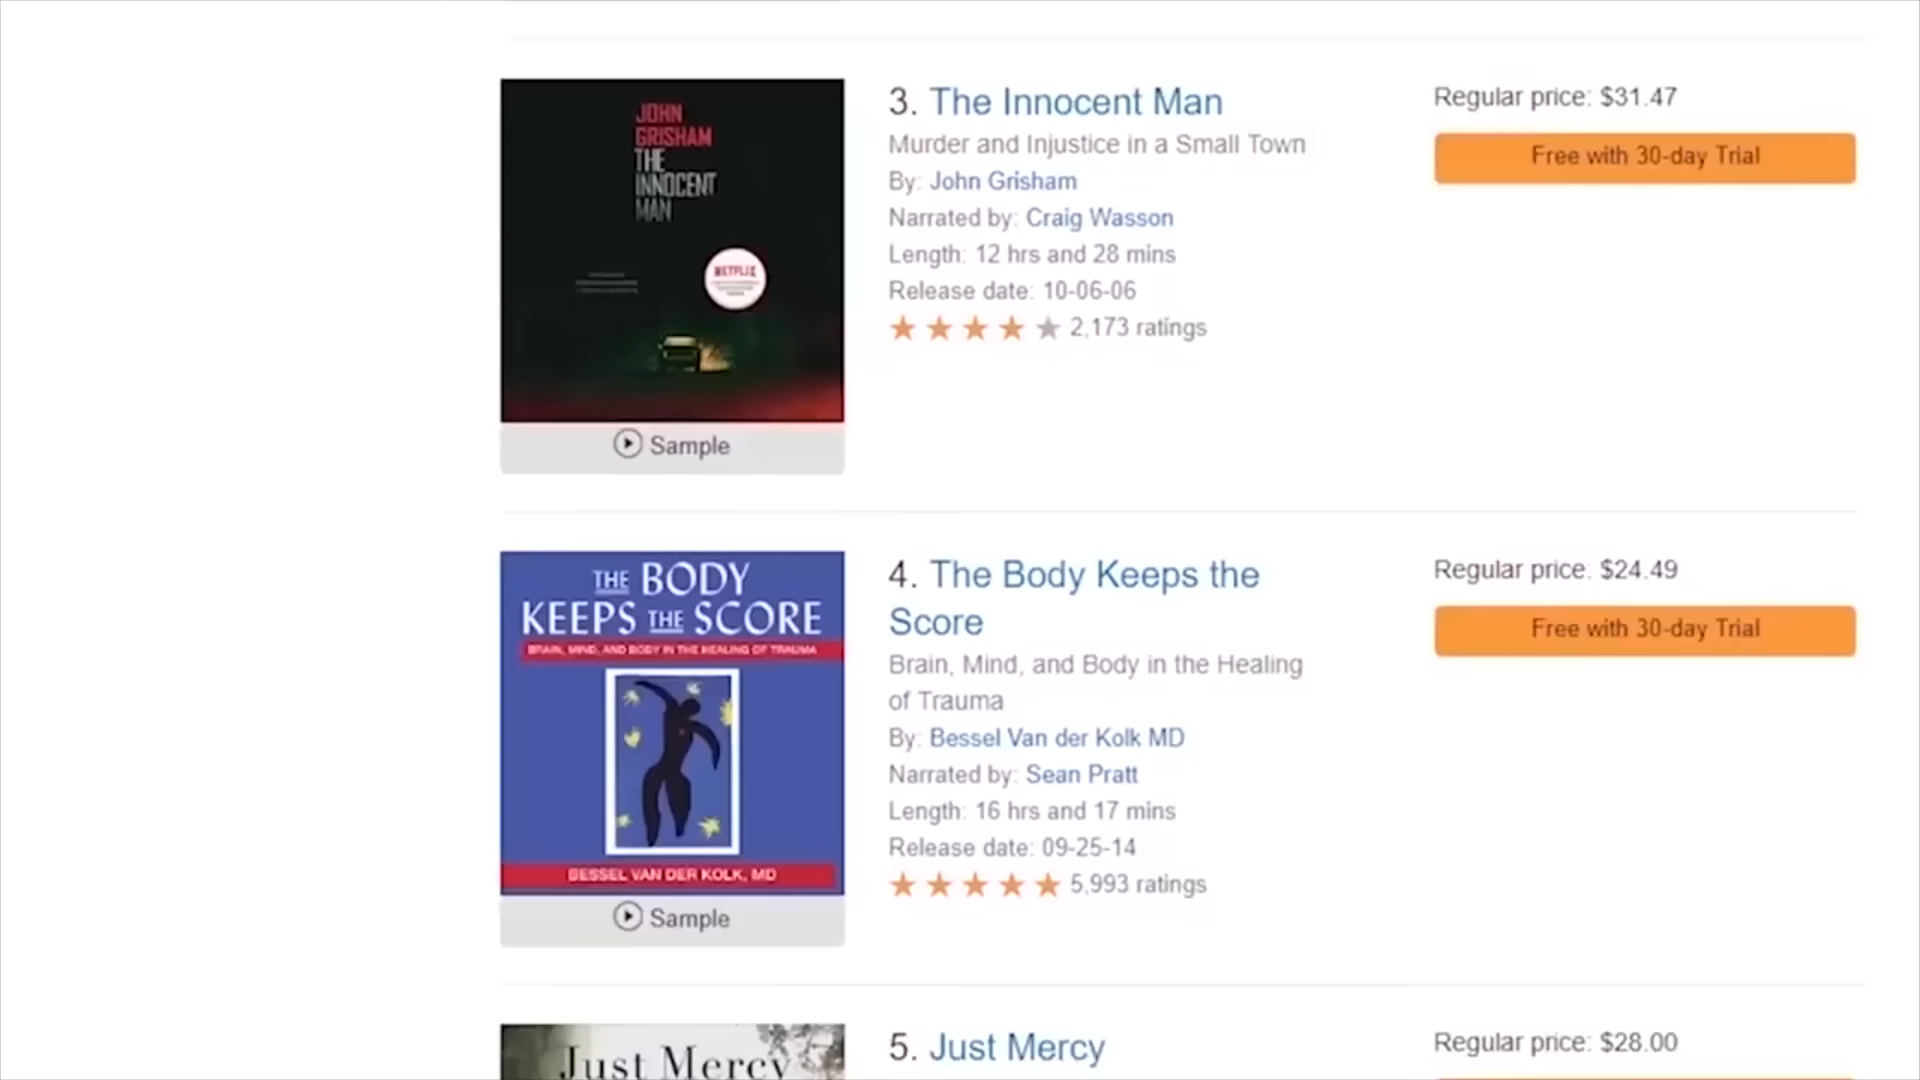 JOHN
GRISHAM
THE
INNOCENT
MAN
NETFLIX
Sample
3. The Innocent Man
Murder and Injustice in a Small Town
By: John Grisham
Narrated by: Craig Wasson
Length: 12 hrs and 28 mins
Release date: 10-06-06
2,173 ratings
Regular price: $31.47
Free with 30-day Trial
THE BODY
KEEPS THE SCORE
BRAIN, MIND, AND BODY IN THE HEALING OF TRAUMA
BESSEL VAN DER KOLK, MD
Sample
4. The Body Keeps the
Score
Brain, Mind, and Body in the Healing
of Trauma
By: Bessel Van der Kolk MD
Narrated by: Sean Pratt
Length: 16 hrs and 17 mins
Release date: 09-25-14
5,993 ratings
Regular price: $24.49
Free with 30-day Trial
Just Mercy
5. Just Mercy
Regular price: $28.00